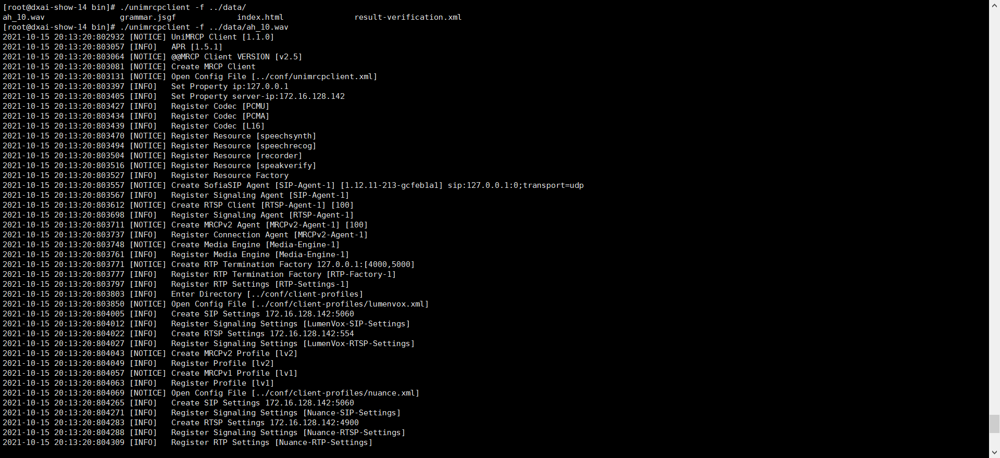 [root@dxai-show-14 bin]# ./unimrcpclient -f ../data/
ah_10.wav                grammar.jsgf             index.html               result-verification.xml
[root@dxai-show-14 bin]# ./unimrcpclient -f ../data/ah_10.wav
2021-10-15 20:13:20:802932 [NOTICE] UniMRCP Client [1.1.0]
2021-10-15 20:13:20:803057 [INFO]   APR [1.5.1]
2021-10-15 20:13:20:803064 [NOTICE] @@MRCP Client VERSION [v2.5]
2021-10-15 20:13:20:803081 [NOTICE] Create MRCP Client
2021-10-15 20:13:20:803131 [NOTICE] Open Config File [../conf/unimrcpclient.xml]
2021-10-15 20:13:20:803397 [INFO]   Set Property ip:127.0.0.1
2021-10-15 20:13:20:803405 [INFO]   Set Property server-ip:172.16.128.142
2021-10-15 20:13:20:803427 [INFO]   Register Codec [PCMU]
2021-10-15 20:13:20:803434 [INFO]   Register Codec [PCMA]
2021-10-15 20:13:20:803439 [INFO]   Register Codec [L16]
2021-10-15 20:13:20:803470 [NOTICE] Register Resource [speechsynth]
2021-10-15 20:13:20:803494 [NOTICE] Register Resource [speechrecog]
2021-10-15 20:13:20:803504 [NOTICE] Register Resource [recorder]
2021-10-15 20:13:20:803516 [NOTICE] Register Resource [speakverify]
2021-10-15 20:13:20:803527 [INFO]   Register Resource Factory
2021-10-15 20:13:20:803557 [NOTICE] Create SofiaSIP Agent [SIP-Agent-1] [1.12.11-213-gcfeb1a1] sip:127.0.0.1:0;transport=udp
2021-10-15 20:13:20:803567 [INFO]   Register Signaling Agent [SIP-Agent-1]
2021-10-15 20:13:20:803612 [NOTICE] Create RTSP Client [RTSP-Agent-1] [100]
2021-10-15 20:13:20:803698 [INFO]   Register Signaling Agent [RTSP-Agent-1]
2021-10-15 20:13:20:803711 [NOTICE] Create MRCPv2 Agent [MRCPv2-Agent-1] [100]
2021-10-15 20:13:20:803737 [INFO]   Register Connection Agent [MRCPv2-Agent-1]
2021-10-15 20:13:20:803748 [NOTICE] Create Media Engine [Media-Engine-1]
2021-10-15 20:13:20:803761 [INFO]   Register Media Engine [Media-Engine-1]
2021-10-15 20:13:20:803771 [NOTICE] Create RTP Termination Factory 127.0.0.1:[4000,5000]
2021-10-15 20:13:20:803777 [INFO]   Register RTP Termination Factory [RTP-Factory-1]
2021-10-15 20:13:20:803797 [INFO]   Register RTP Settings [RTP-Settings-1]
2021-10-15 20:13:20:803803 [INFO]   Enter Directory [../conf/client-profiles]
2021-10-15 20:13:20:803850 [NOTICE] Open Config File [../conf/client-profiles/lumenvox.xml]
2021-10-15 20:13:20:804005 [INFO]   Create SIP Settings 172.16.128.142:5060
2021-10-15 20:13:20:804012 [INFO]   Register Signaling Settings [LumenVox-SIP-Settings]
2021-10-15 20:13:20:804022 [INFO]   Create RTSP Settings 172.16.128.142:554
2021-10-15 20:13:20:804027 [INFO]   Register Signaling Settings [LumenVox-RTSP-Settings]
2021-10-15 20:13:20:804043 [NOTICE] Create MRCPv2 Profile [lv2]
2021-10-15 20:13:20:804049 [INFO]   Register Profile [lv2]
2021-10-15 20:13:20:804057 [NOTICE] Create MRCPv1 Profile [lv1]
2021-10-15 20:13:20:804063 [INFO]   Register Profile [lv1]
2021-10-15 20:13:20:804069 [NOTICE] Open Config File [../conf/client-profiles/nuance.xml]
2021-10-15 20:13:20:804265 [INFO]   Create SIP Settings 172.16.128.142:5060
2021-10-15 20:13:20:804271 [INFO]   Register Signaling Settings [Nuance-SIP-Settings]
2021-10-15 20:13:20:804283 [INFO]   Create RTSP Settings 172.16.128.142:4900
2021-10-15 20:13:20:804288 [INFO]   Register Signaling Settings [Nuance-RTSP-Settings]
2021-10-15 20:13:20:804309 [INFO]   Register RTP Settings [Nuance-RTP-Settings]